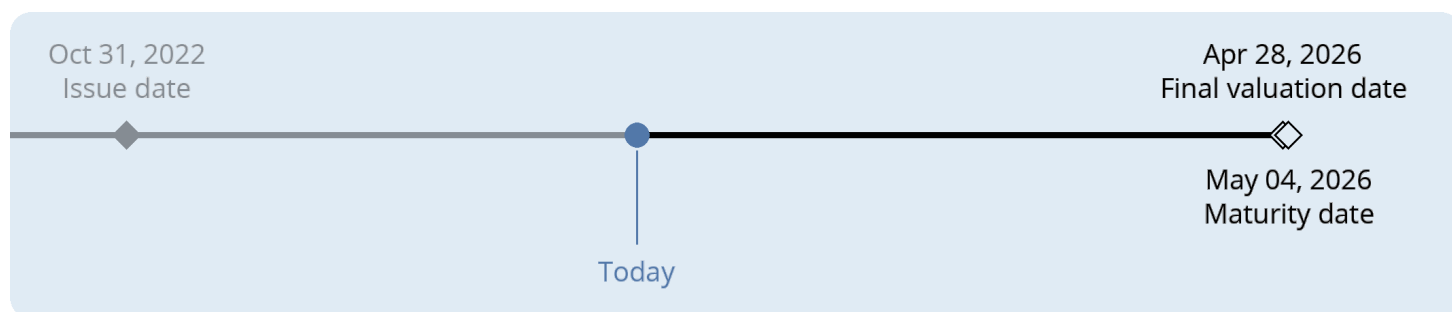 Oct 31, 2022
Issue date
Apr 28, 2026
Final valuation date
May 04, 2026
Maturity date
Today